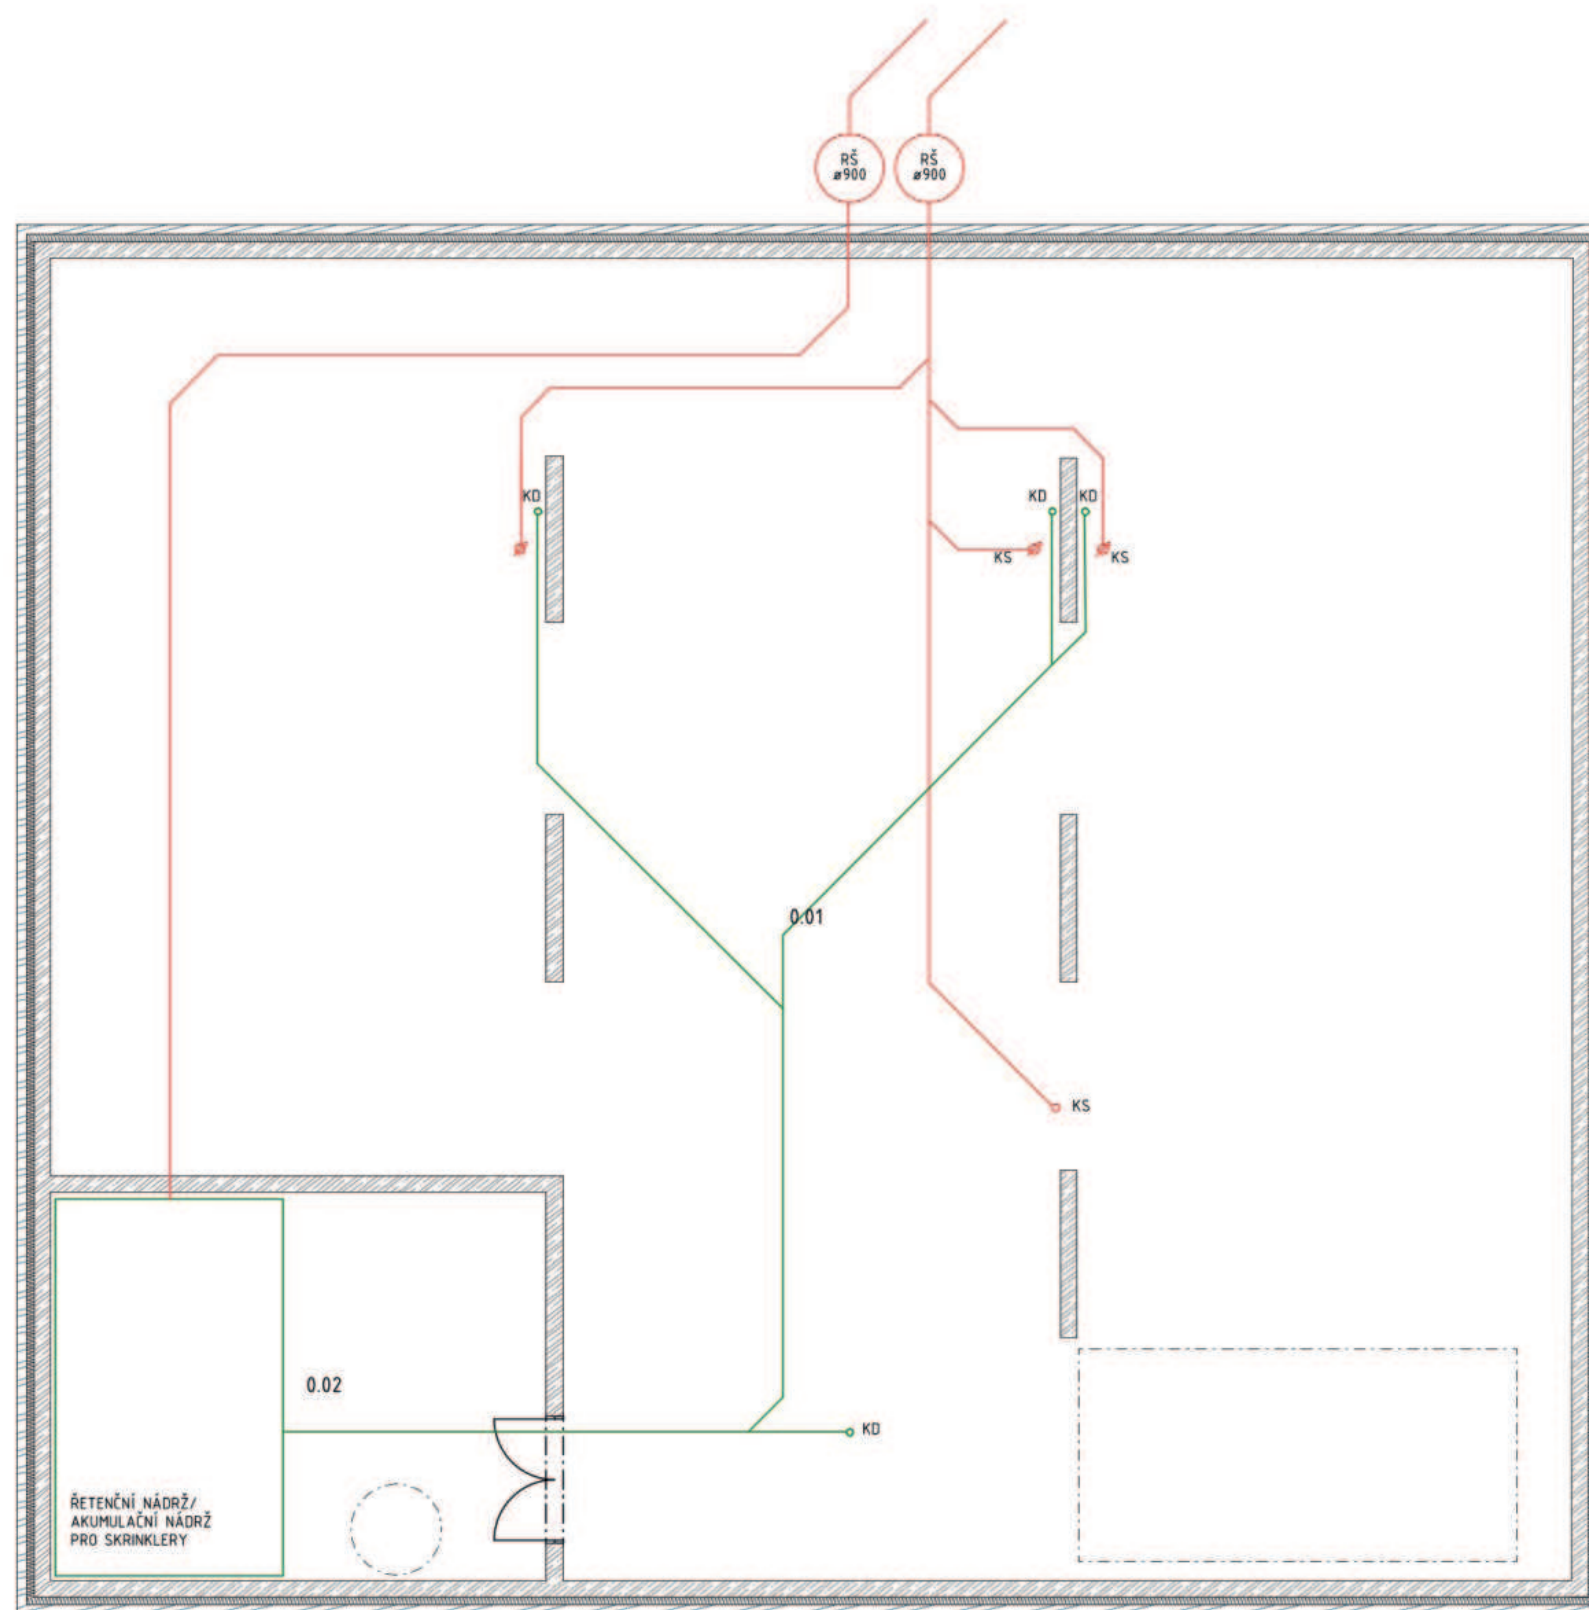 RŠ
ø900
RŠ
ø900
KD
KD
KD
KS
KS
0.01
KS
0.02
KD
ŘETENČNÍ NÁDRŽ/
AKUMULAČNÍ NÁDRŽ
PRO SKRINKLERY